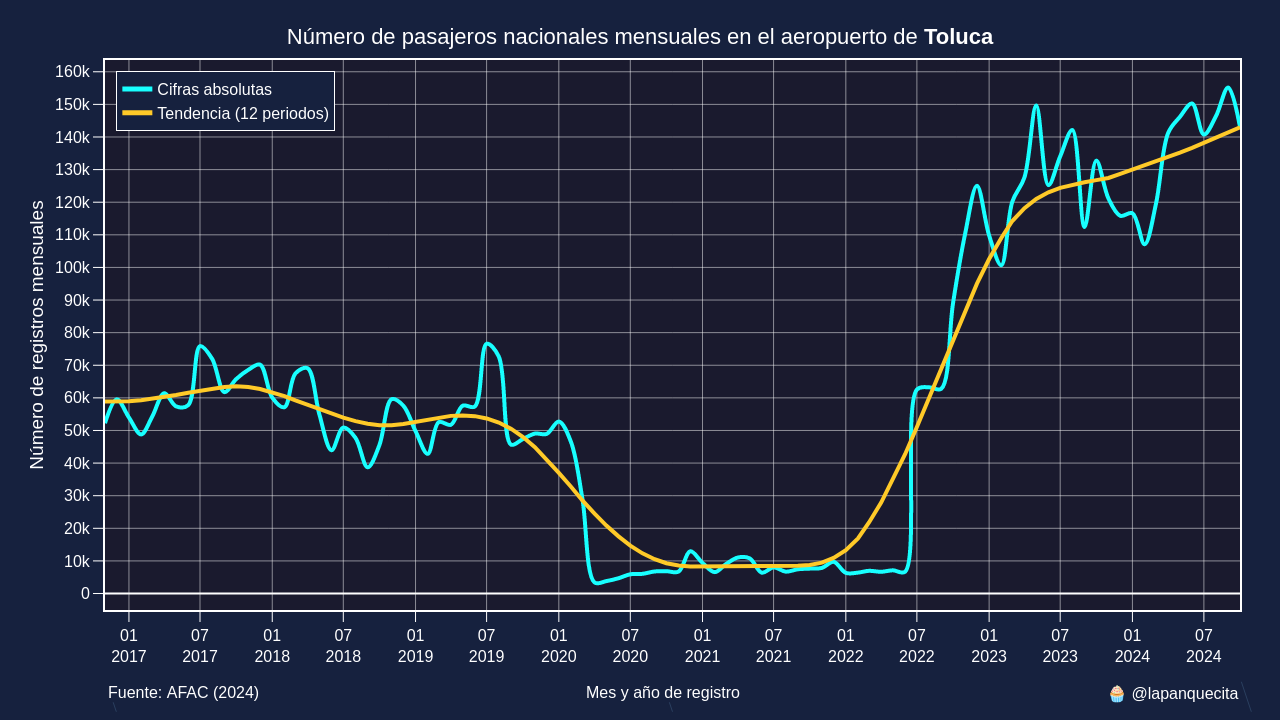 Número de pasajeros nacionales mensuales en el aeropuerto de Toluca
Cifras absolutas
Tendencia (12 periodos)
Número de registros mensuales
160k
150k
140k
130k
120k
110k
100k
90k
80k
70k
60k
50k
40k
30k
20k
10k
0
01 07 01 07 01 07 01 07 01 07 01 07 01 07 01 07
2017 2017 2018 2018 2019 2019 2020 2020 2021 2021 2022 2022 2023 2023 2024 2024
Fuente: AFAC (2024) Mes y año de registro 🧁 @lapanquecita